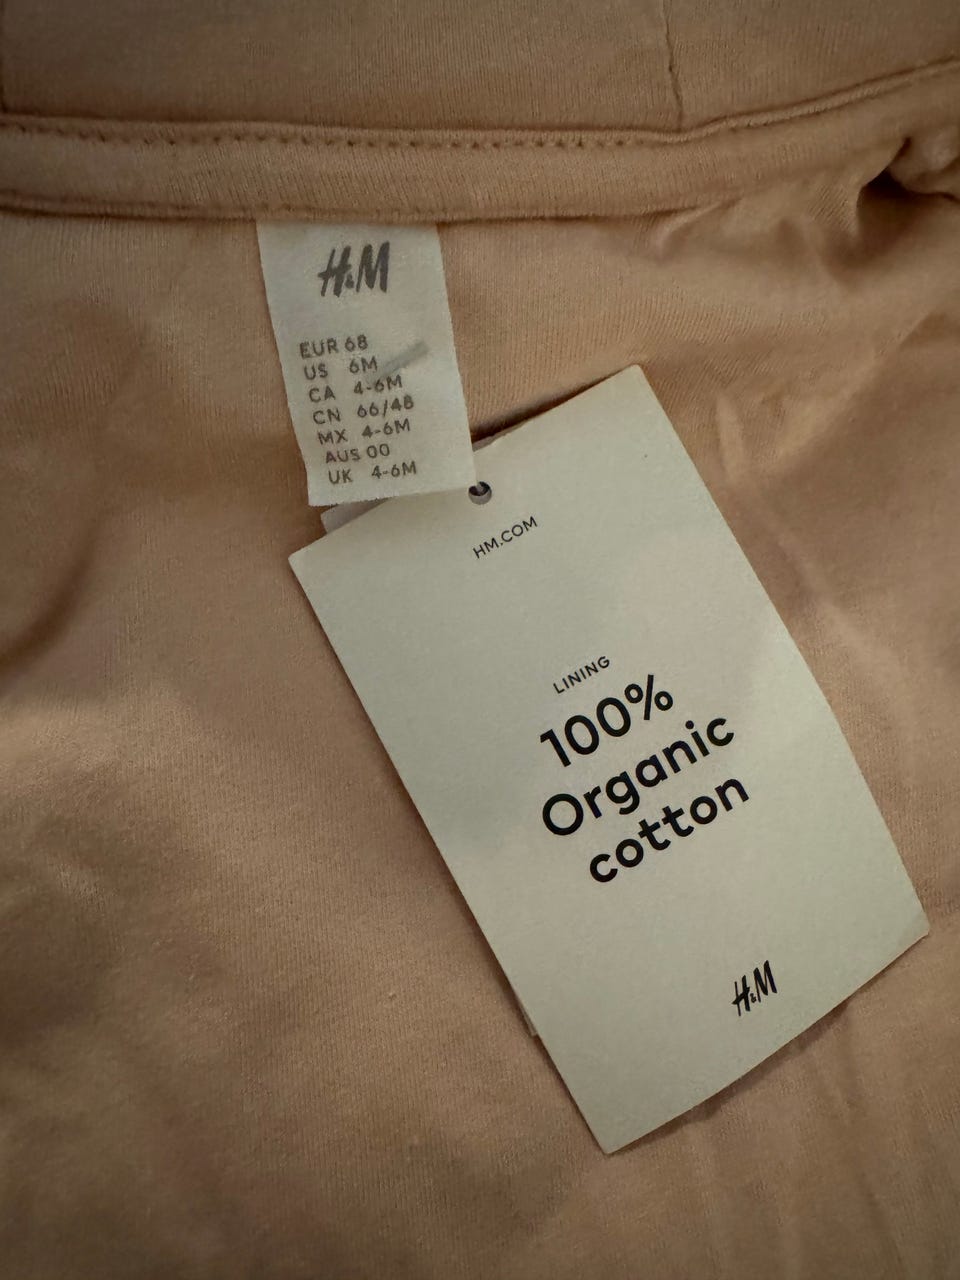 H&M
EUR 68
US 6M
CA 4-6M
CN 66/48
MX 4-6M
AUS 00
UK 4-6M
HM.COM
LINING
100%
Organic
cotton
H&M